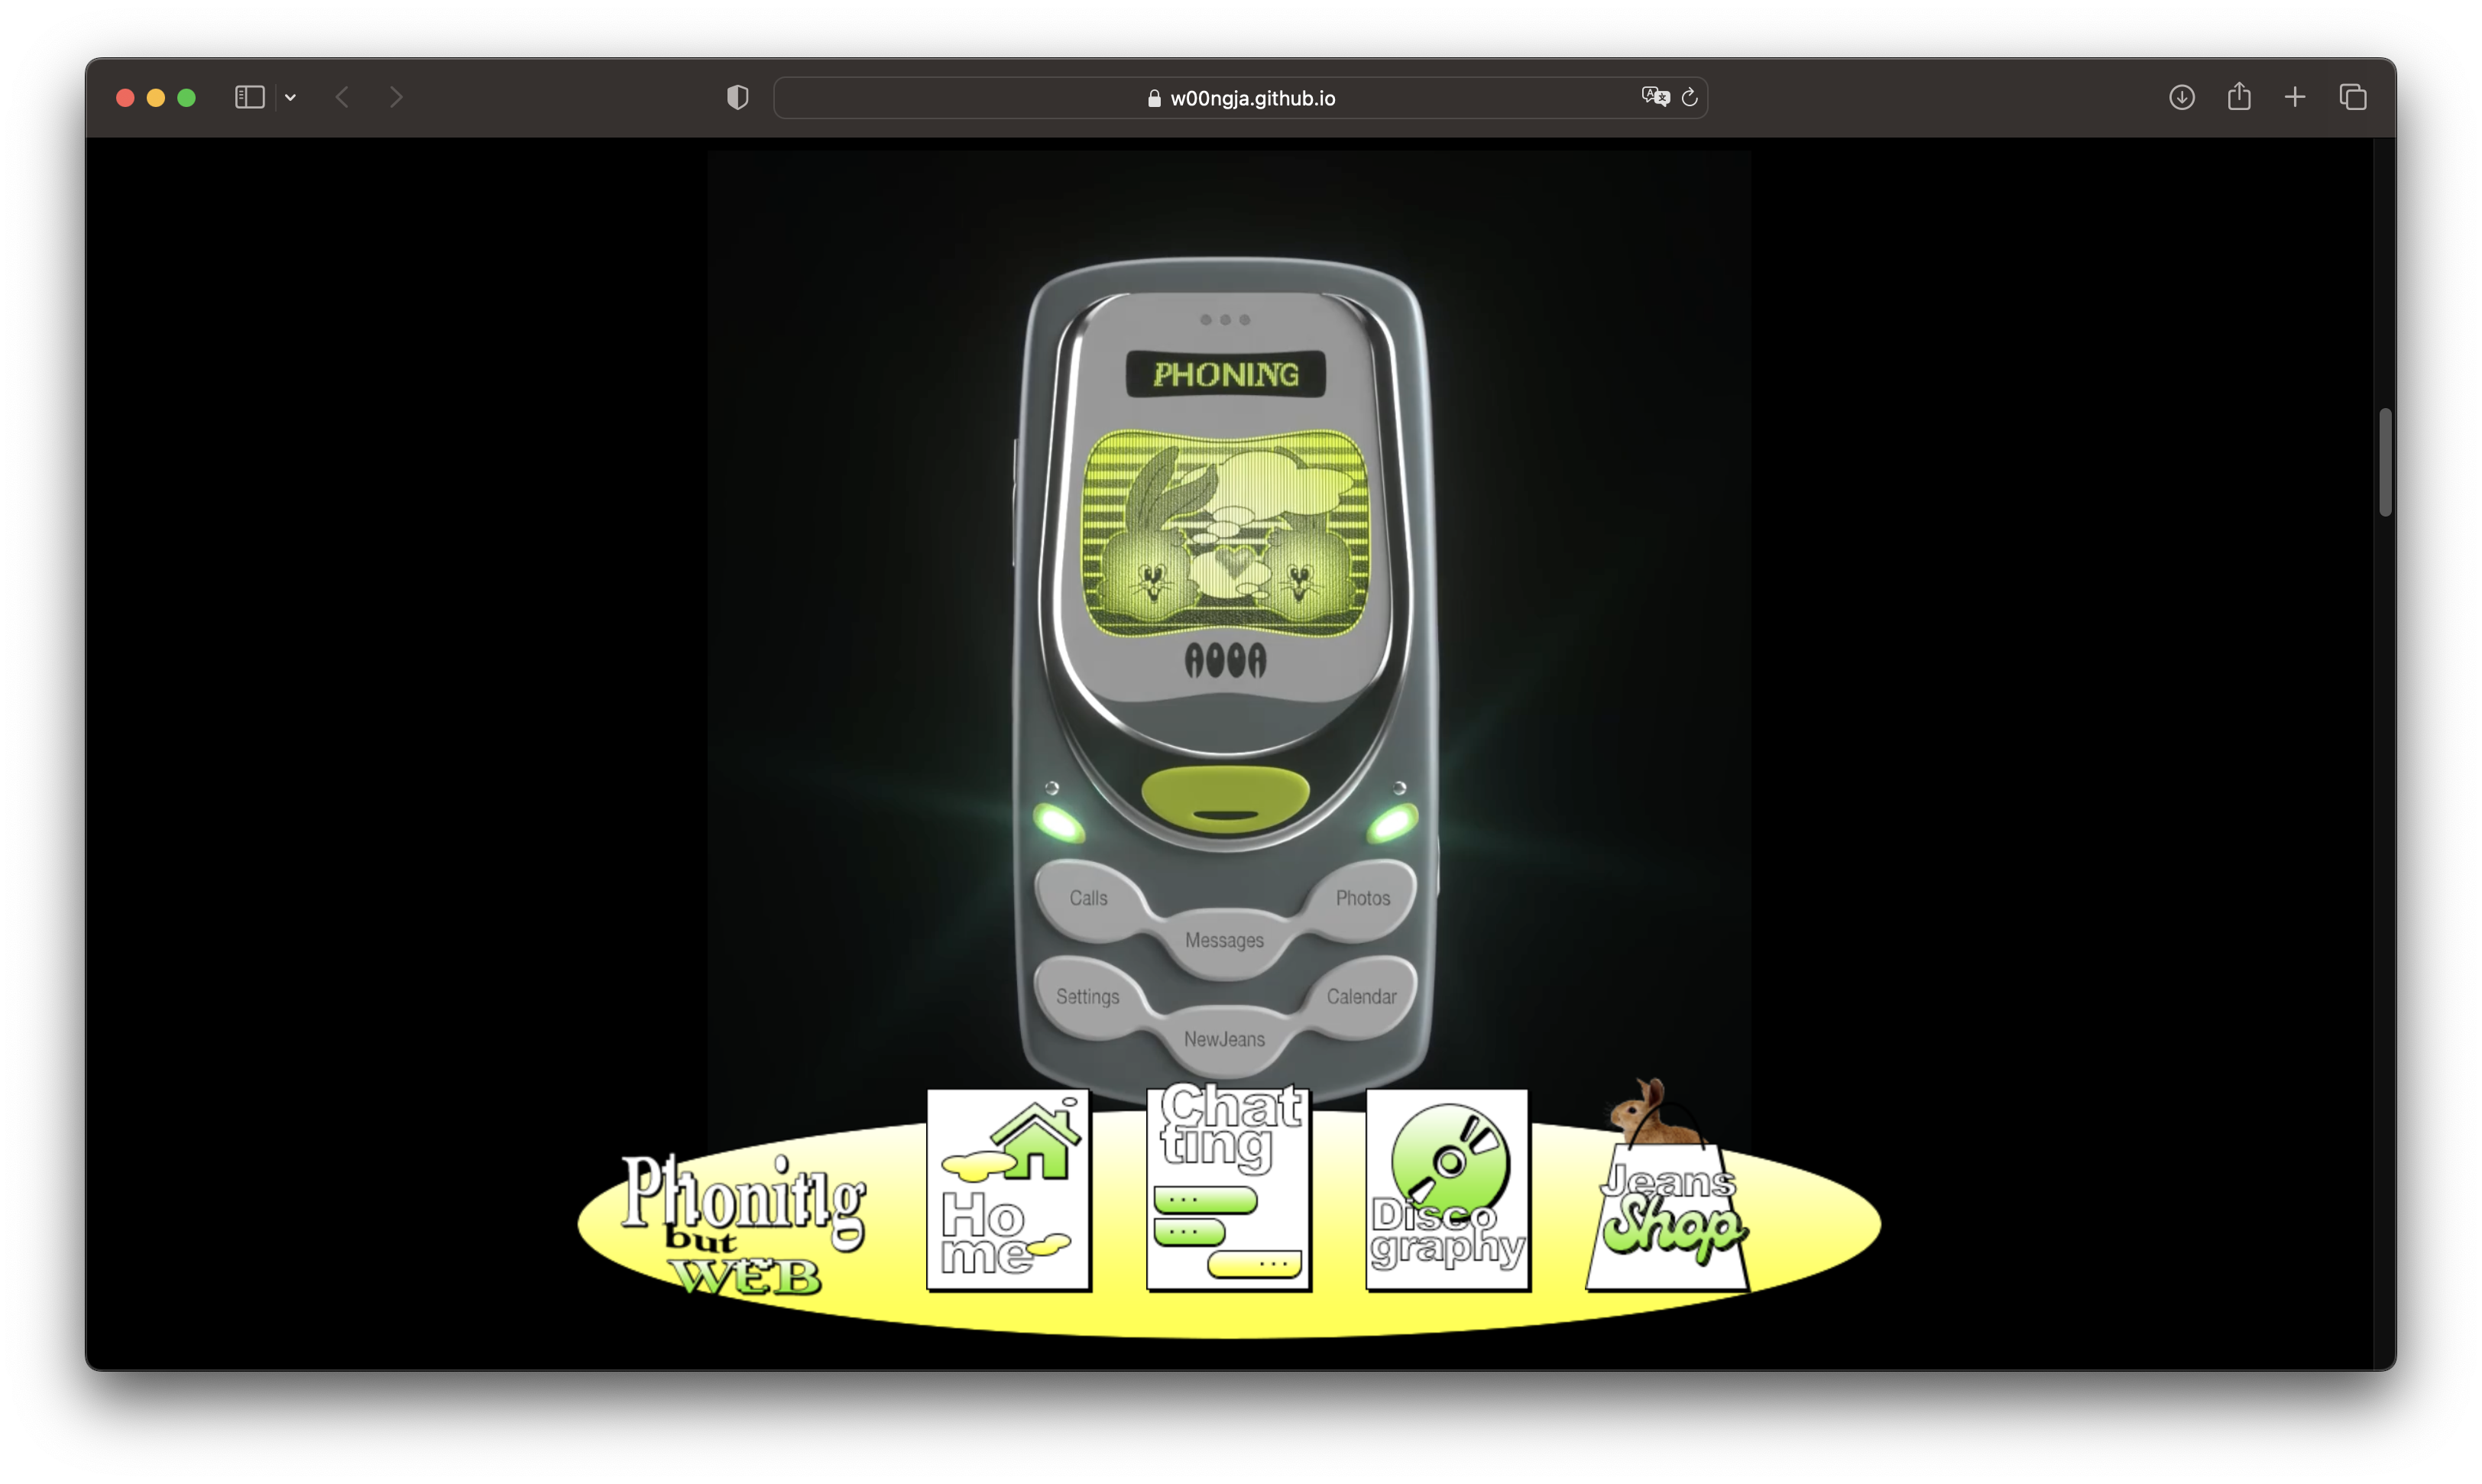 w00ngja.github.io
PHONING
AOOA
Calls
Photos
Messages
Settings
Calendar
NewJeans
Phoning
but
WEB
Ho
me
Chat
ting
Disco
graphy
Jeans
Shop